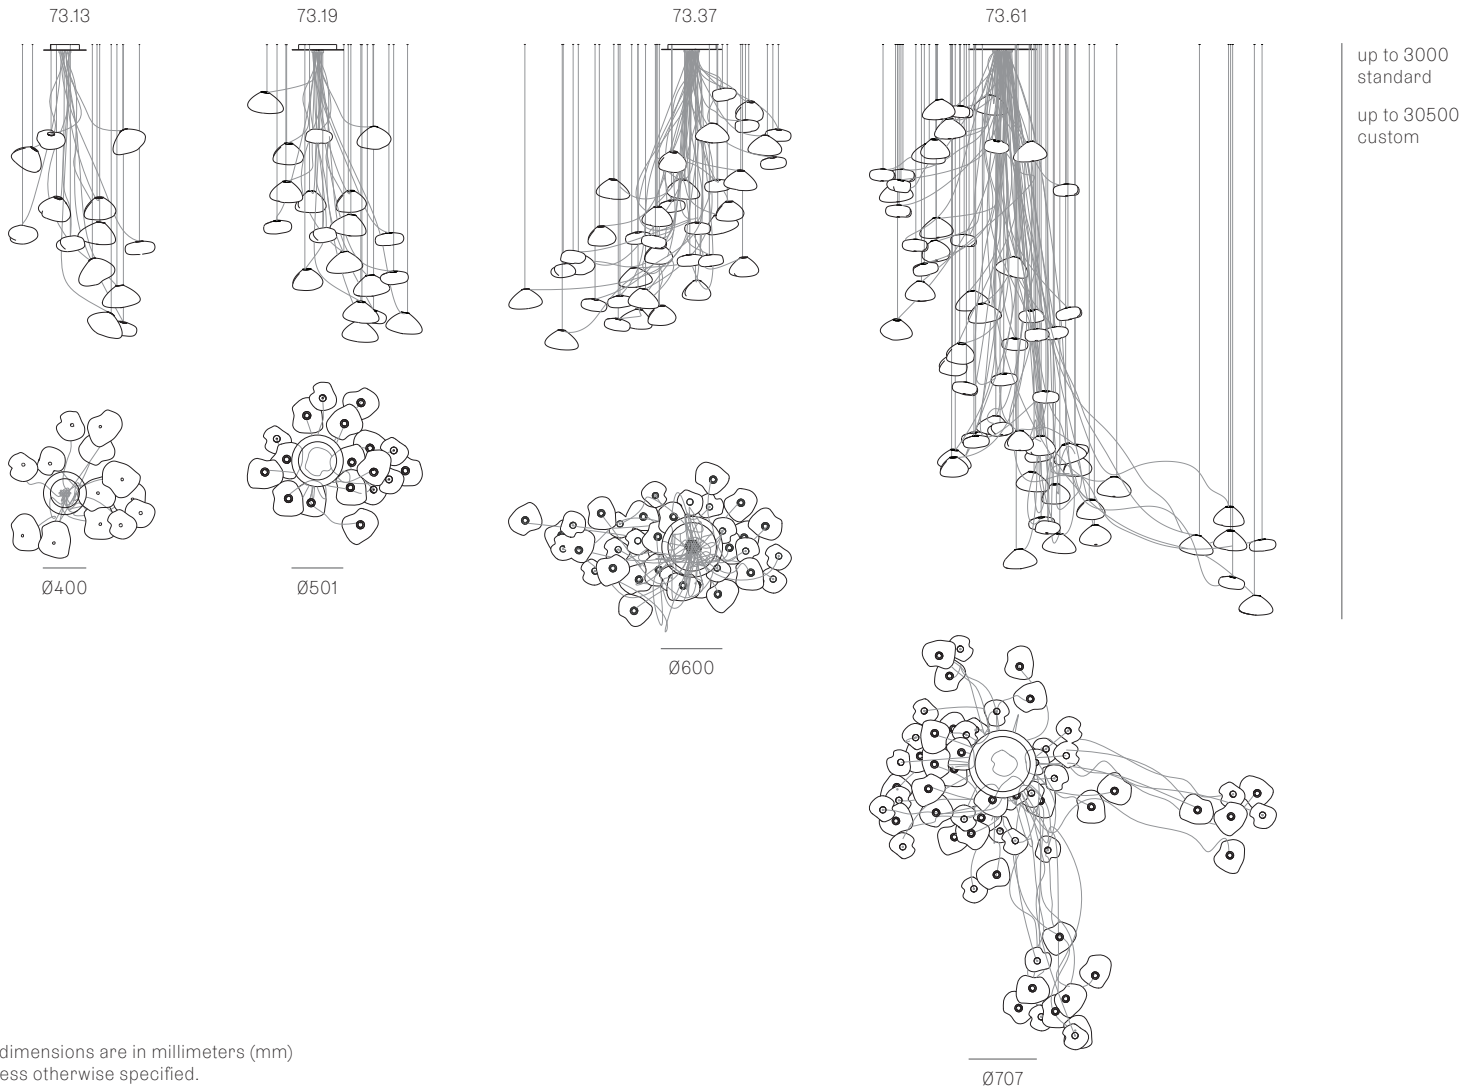 73.13
73.19
73.37
73.61
up to 3000
standard
up to 30500
custom
Ø400
Ø501
Ø600
Ø707
dimensions are in millimeters (mm)
ess otherwise specified.